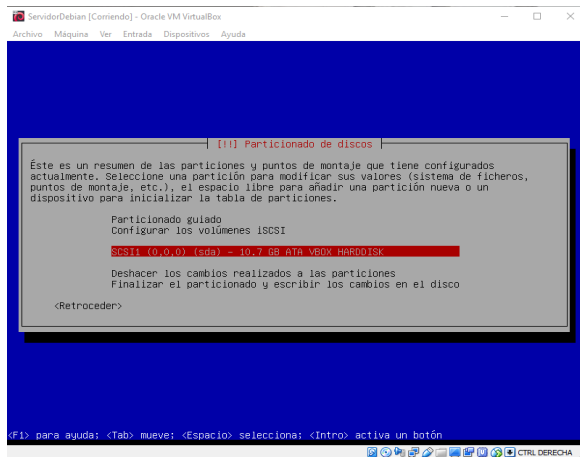 ServidorDebian [Corriendo] - Oracle VM VirtualBox
Archivo Máquina Ver Entrada Dispositivos Ayuda
[!!] Particionado de discos
Éste es un resumen de las particiones y puntos de montaje que tiene configurados
actualmente. Seleccione una partición para modificar sus valores (sistema de ficheros,
puntos de montaje, etc.), el espacio libre para añadir una partición nueva o un
dispositivo para inicializar la tabla de particiones.
Particionado guiado
Configurar los volúmenes iSCSI
SCSI1 (0,0,0) (sda) - 10.7 GB ATA VBOX HARDDISK
Deshacer los cambios realizados a las particiones
Finalizar el particionado y escribir los cambios en el disco
<Retroceder>
<F1> para ayuda; <Tab> mueve; <Espacio> selecciona; <Intro> activa un botón
CTRL DERECHA